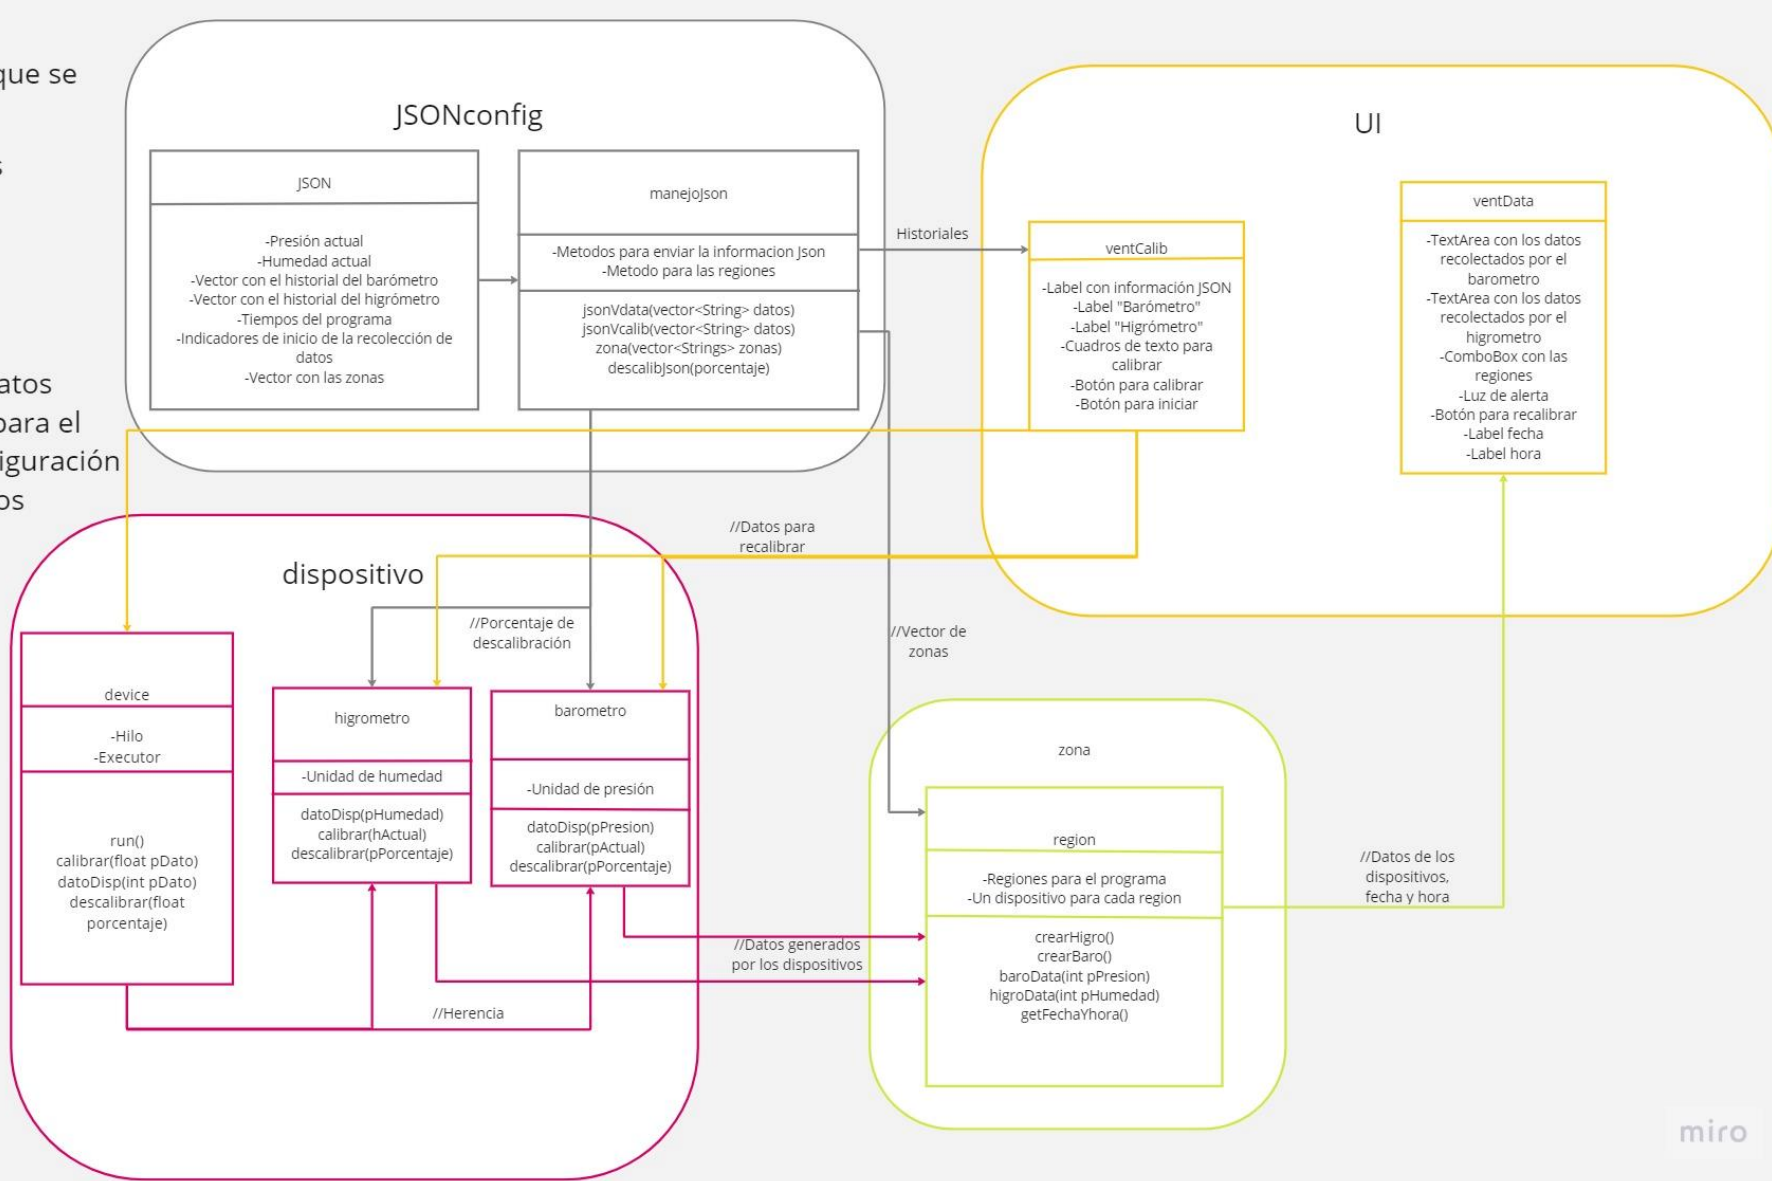 que se
s
atos
para el
iguración
os
JSONconfig
JSON
-Presión actual
-Humedad actual
-Vector con el historial del barómetro
-Vector con el historial del higrómetro
-Tiempos del programa
-Indicadores de inicio de la recolección de
datos
-Vector con las zonas
manejoJson
-Metodos para enviar la informacion Json
-Metodo para las regiones
jsonVdata(vector<String> datos)
jsonVcalib(vector<String> datos)
zona(vector<Strings> zonas)
descalibJson(porcentaje)
Historiales
UI
ventCalib
-Label con información JSON
-Label "Barómetro"
-Label "Higrómetro"
-Cuadros de texto para
calibrar
-Botón para calibrar
-Botón para iniciar
ventData
-TextArea con los datos
recolectados por el
barometro
-TextArea con los datos
recolectados por el
higrometro
-ComboBox con las
regiones
-Luz de alerta
-Botón para recalibrar
-Label fecha
-Label hora
//Datos para
recalibrar
dispositivo
//Porcentaje de
descalibración
//Vector de
zonas
device
-Hilo
-Executor
run()
calibrar(float pDato)
datoDisp(int pDato)
descalibrar(float
porcentaje)
higrometro
-Unidad de humedad
datoDisp(pHumedad)
calibrar(hActual)
descalibrar(pPorcentaje)
barometro
-Unidad de presión
datoDisp(pPresion)
calibrar(pActual)
descalibrar(pPorcentaje)
//Herencia
//Datos generados
por los dispositivos
zona
region
-Regiones para el programa
-Un dispositivo para cada region
crearHigro()
crearBaro()
baroData(int pPresion)
higroData(int pHumedad)
getFechaYhora()
//Datos de los
dispositivos,
fecha y hora
miro